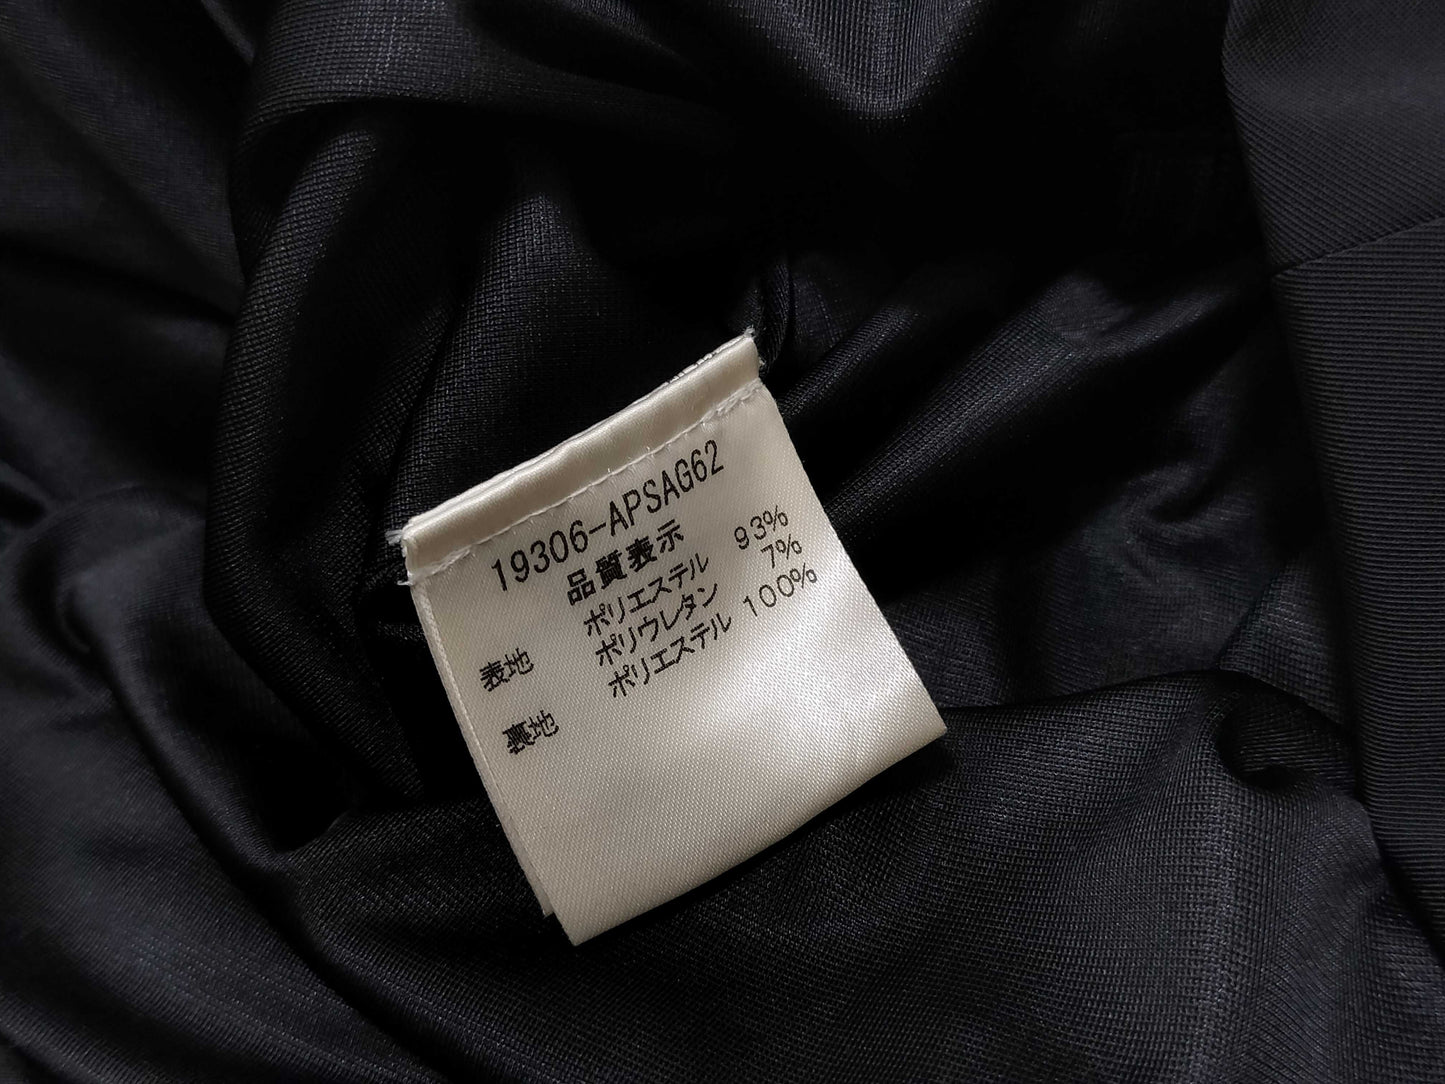 19306-APSAG62
品質表示
表地 ポリエステル 93%
ポリウレタン 7%
裏地 ポリエステル 100%